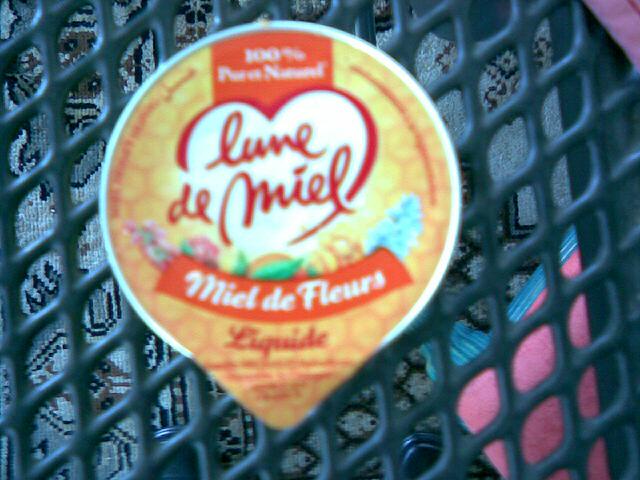 100%
Pur et Naturel
lune
de miel
Miel de Fleurs
Liquide